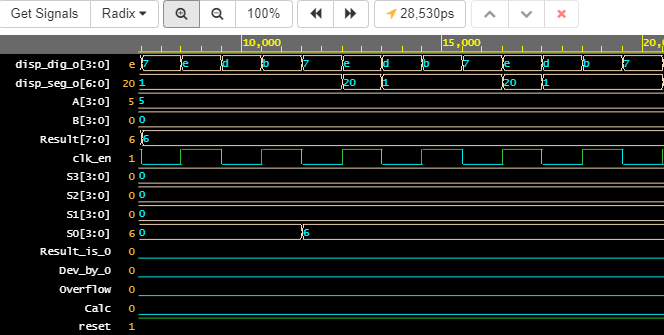 Get Signals Radix 100% 28,530ps
10,000 15,000 20,0
disp_dig_o[3:0] e 7 e d b 7 e d b 7 e d b 7
disp_seg_o[6:0] 20 1 20 1 20 1
A[3:0] 5 5
B[3:0] 0 0
Result[7:0] 6 6
clk_en 1
S3[3:0] 0 0
S2[3:0] 0 0
S1[3:0] 0 0
S0[3:0] 6 0 6
Result_is_0 0
Dev_by_0 0
Overflow 0
Calc 0
reset 1